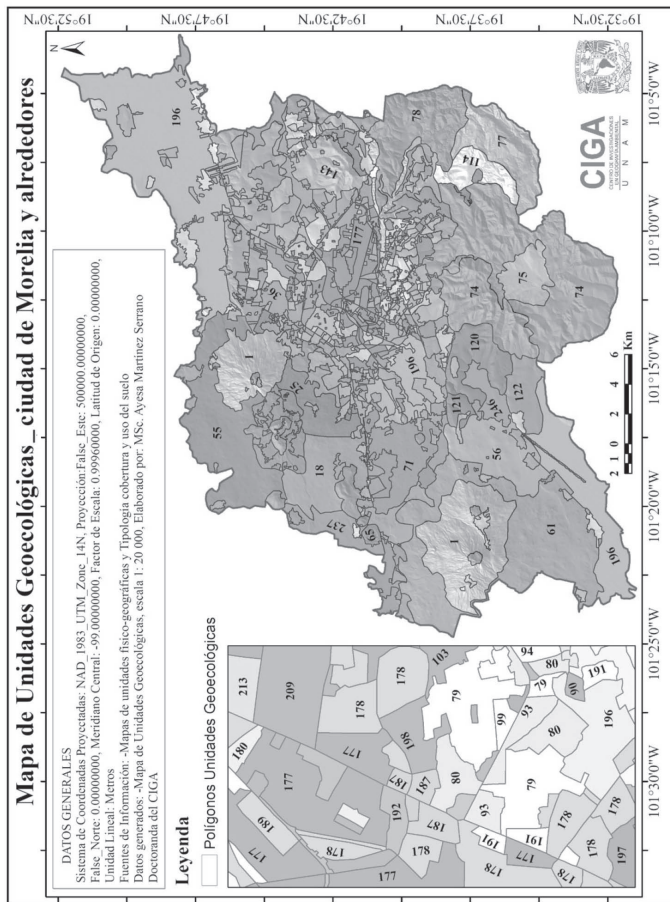 Mapa de Unidades Geoecológicas_ciudad de Morelia y alrededores
DATOS GENERALES
Sistema de Coordenadas Proyectadas: NAD_1983_UTM_Zone_14N, Proyección:False_Este: 500000.00000000,
False_Norte: 0.00000000, Meridiano Central: -99.00000000, Factor de Escala: 0.99960000, Latitud de Origen: 0.00000000,
Unidad Lineal: Metros
Fuentes de Información: -Mapas de unidades físico-geográficas y Tipología cobertura y uso del suelo
Datos generados: -Mapa de Unidades Geoecológicas, escala 1: 20 000, Elaborado por: MSc. Ayesa Martínez Serrano
Doctoranda del CIGA
Leyenda
Polígonos Unidades Geoecológicas
N
19°52'30"N
19°47'30"N
19°42'30"N
19°37'30"N
19°32'30"N
101°30'0"W
101°25'0"W
101°20'0"W
101°15'0"W
101°10'0"W
101°5'0"W
196
55
1
36
143
177
18
237
65
71
196
78
77
114
74
75
74
120
121
246
122
56
1
61
196
213
180
209
177
189
177
178
178
178
177
103
198
187
187
192
177
79
80
187
178
99
94
93
80
79
90
191
93
191
80
196
79
191
178
177
178
178
178
197
2 1 0 2 4 6
Km
CIGA
CENTRO DE INVESTIGACIONES
EN GEOGRAFÍA AMBIENTAL
U N A M